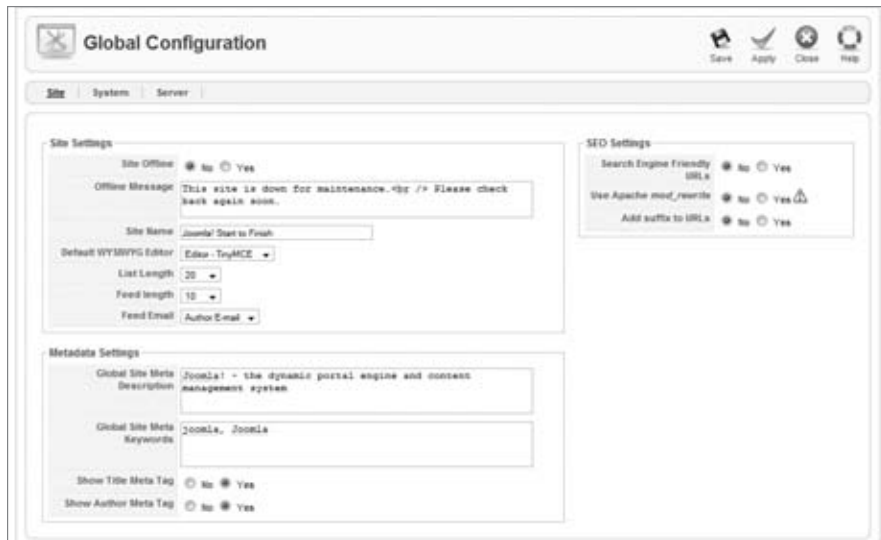 Global Configuration
Save Apply Close Help
Site System Server
Site Settings
Site Offline No Yes
Offline Message This site is down for maintenance.<br /> Please check
back again soon.
Site Name Joomla! Start to Finish
Default WYSIWYG Editor Editor - TinyMCE
List Length 20
Feed length 10
Feed Email Author E-mail
Metadata Settings
Global Site Meta Joomla! - the dynamic portal engine and content
Description management system
Global Site Meta joomla, Joomla
Keywords
Show Title Meta Tag No Yes
Show Author Meta Tag No Yes
SEO Settings
Search Engine Friendly No Yes
URLs
Use Apache mod_rewrite No Yes
Add suffix to URLs No Yes